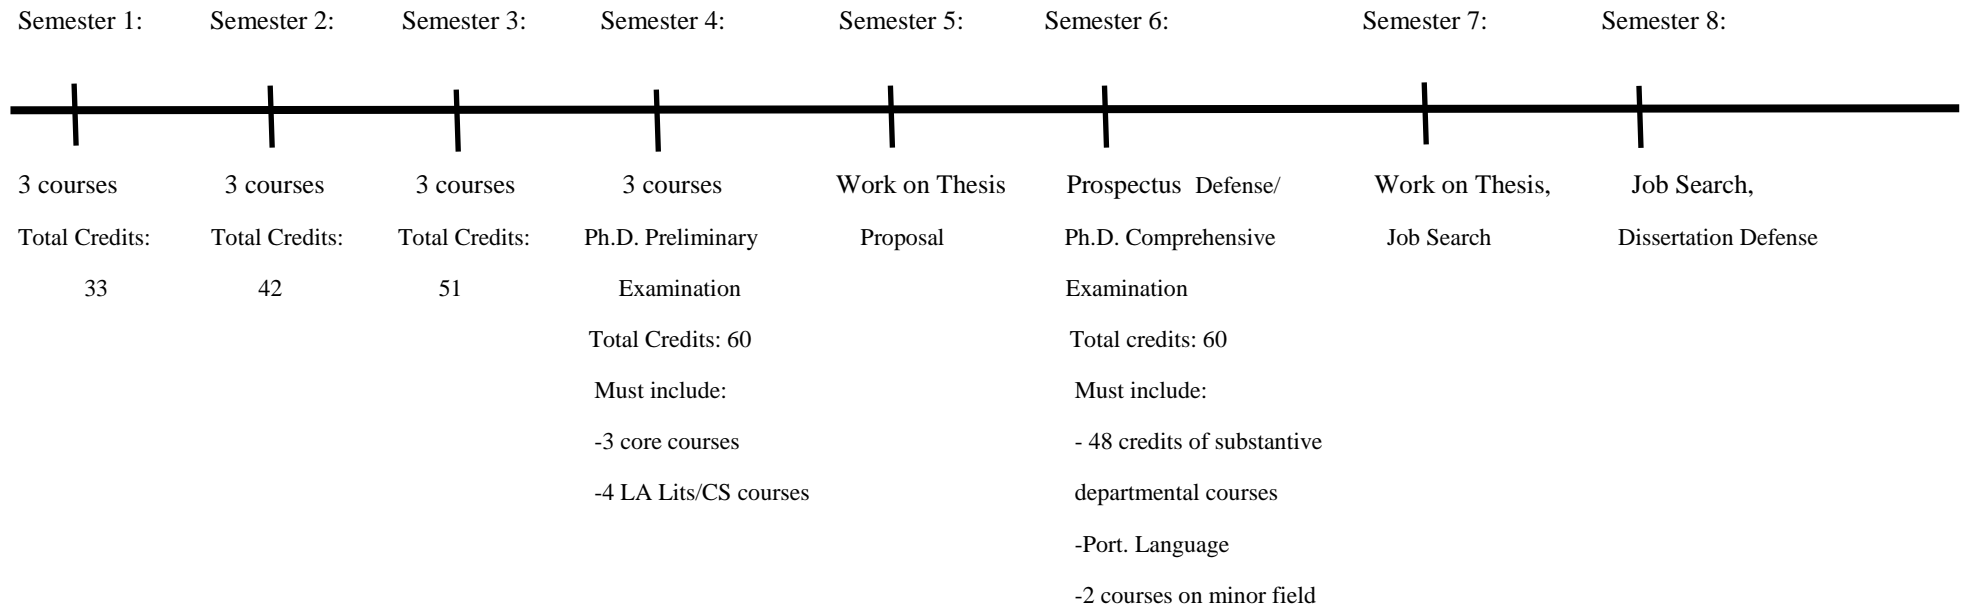 Semester 1: Semester 2: Semester 3: Semester 4: Semester 5: Semester 6: Semester 7: Semester 8:
3 courses 3 courses 3 courses 3 courses Work on Thesis Prospectus Defense/ Work on Thesis, Job Search,
Total Credits: Total Credits: Total Credits: Ph.D. Preliminary Proposal Ph.D. Comprehensive Job Search Dissertation Defense
33 42 51 Examination Examination
Total Credits: 60 Total credits: 60
Must include: Must include:
-3 core courses - 48 credits of substantive
-4 LA Lits/CS courses departmental courses
-Port. Language
-2 courses on minor field